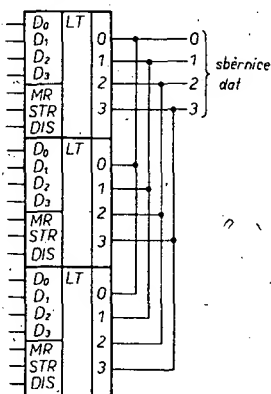 D₀ LT
0 0
D₁
1 1
D₂
2 2
D₃
3 3
sběrnice
dat
MR
STR
DIS
D₀ LT
0
D₁
1
D₂
2
D₃
3
MR
STR
DIS
D₀ LT
0
D₁
1
D₂
2
D₃
3
MR
STR
DIS